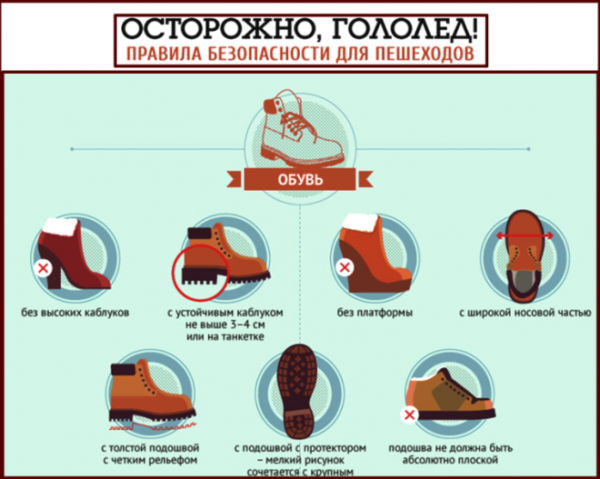 ОСТОРОЖНО, ГОЛОЛЕД!
ПРАВИЛА БЕЗОПАСНОСТИ ДЛЯ ПЕШЕХОДОВ
ОБУВЬ
без высоких каблуков
с устойчивым каблуком
не выше 3–4 см
или на танкетке
без платформы
с широкой носовой частью
с толстой подошвой
с четким рельефом
с подошвой с протектором
– мелкий рисунок
сочетается с крупным
подошва не должна быть
абсолютно плоской